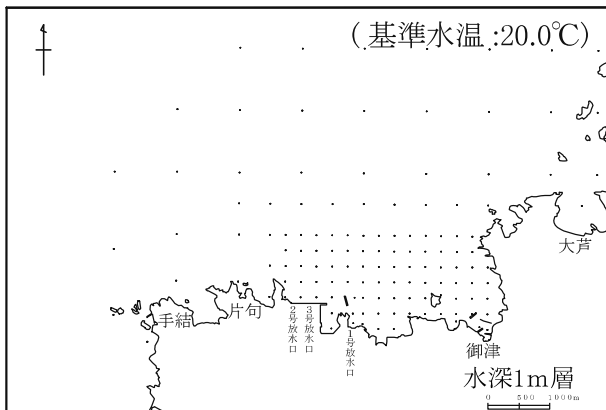 (基準水温:20.0℃)
大芦
手結
片句
2号放水口
3号放水口
1号放水口
御津
水深1m層
0 500 1000m